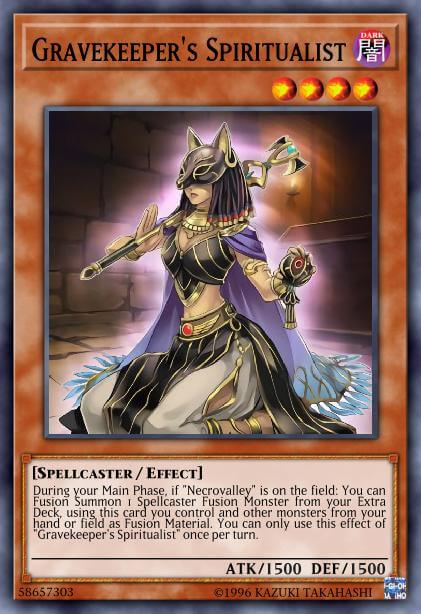 Gravekeeper's Spiritualist
DARK
闇
[Spellcaster / Effect]
During your Main Phase, if "Necrovalley" is on the field: You can
Fusion Summon 1 Spellcaster Fusion Monster from your Extra
Deck, using this card you control and other monsters from your
hand or field as Fusion Material. You can only use this effect of
"Gravekeeper's Spiritualist" once per turn.
ATK/1500 DEF/1500
58657303
©1996 KAZUKI TAKAHASHI